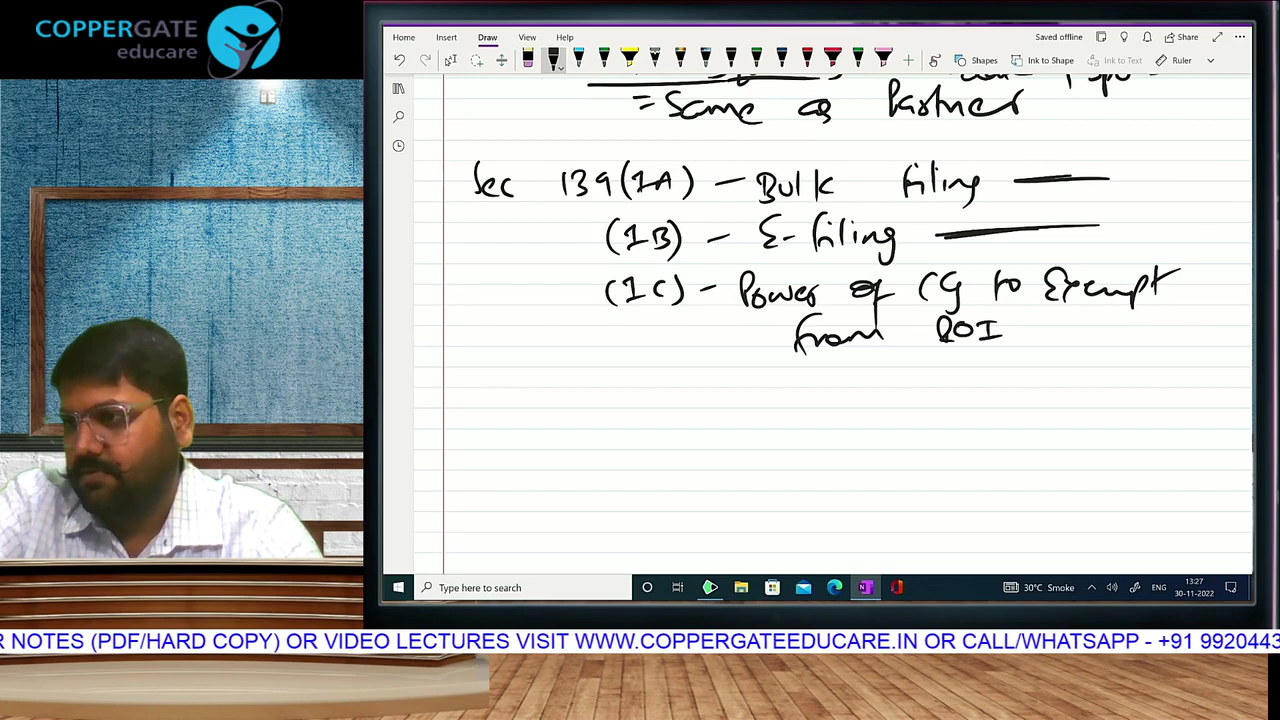 COPPERGATE
educare
Home Insert Draw View Help
Saved offline Share
Shapes Ink to Shape Ink to Text Ruler
= Same as Partner
Sec 139(1A) - Bulk filing
(1B) - E-filing
(1C) - Power of CG to Exempt
from ROI
Type here to search
30°C Smoke ENG 13:27
30-11-2022
R NOTES (PDF/HARD COPY) OR VIDEO LECTURES VISIT WWW.COPPERGATEEDUCARE.IN OR CALL/WHATSAPP - +91 9920443